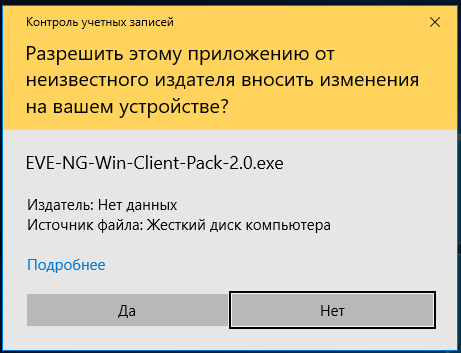 Контроль учетных записей
Разрешить этому приложению от
неизвестного издателя вносить изменения
на вашем устройстве?
EVE-NG-Win-Client-Pack-2.0.exe
Издатель: Нет данных
Источник файла: Жесткий диск компьютера
Подробнее
Да
Нет